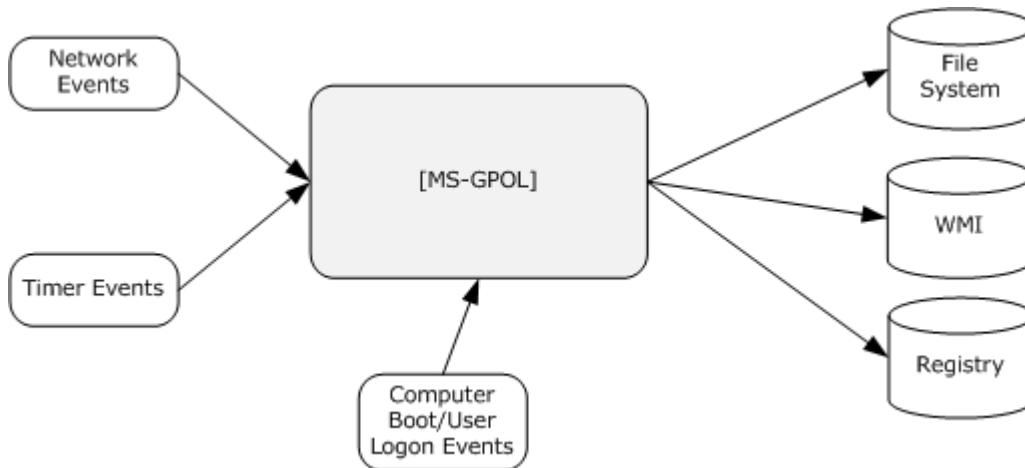 Network
Events
File
System
[MS-GPOL]
WMI
Timer Events
Registry
Computer
Boot/User
Logon Events